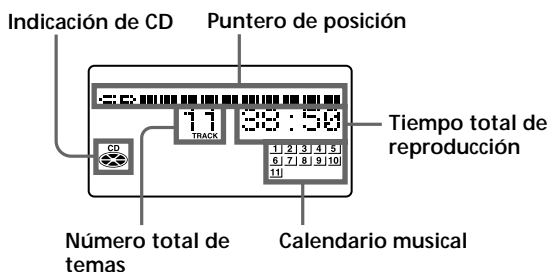 Indicación de CD
Puntero de posición
11
38:50
TRACK
CD
1 2 3 4 5
6 7 8 9 10
11
Tiempo total de
reproducción
Número total de
temas
Calendario musical